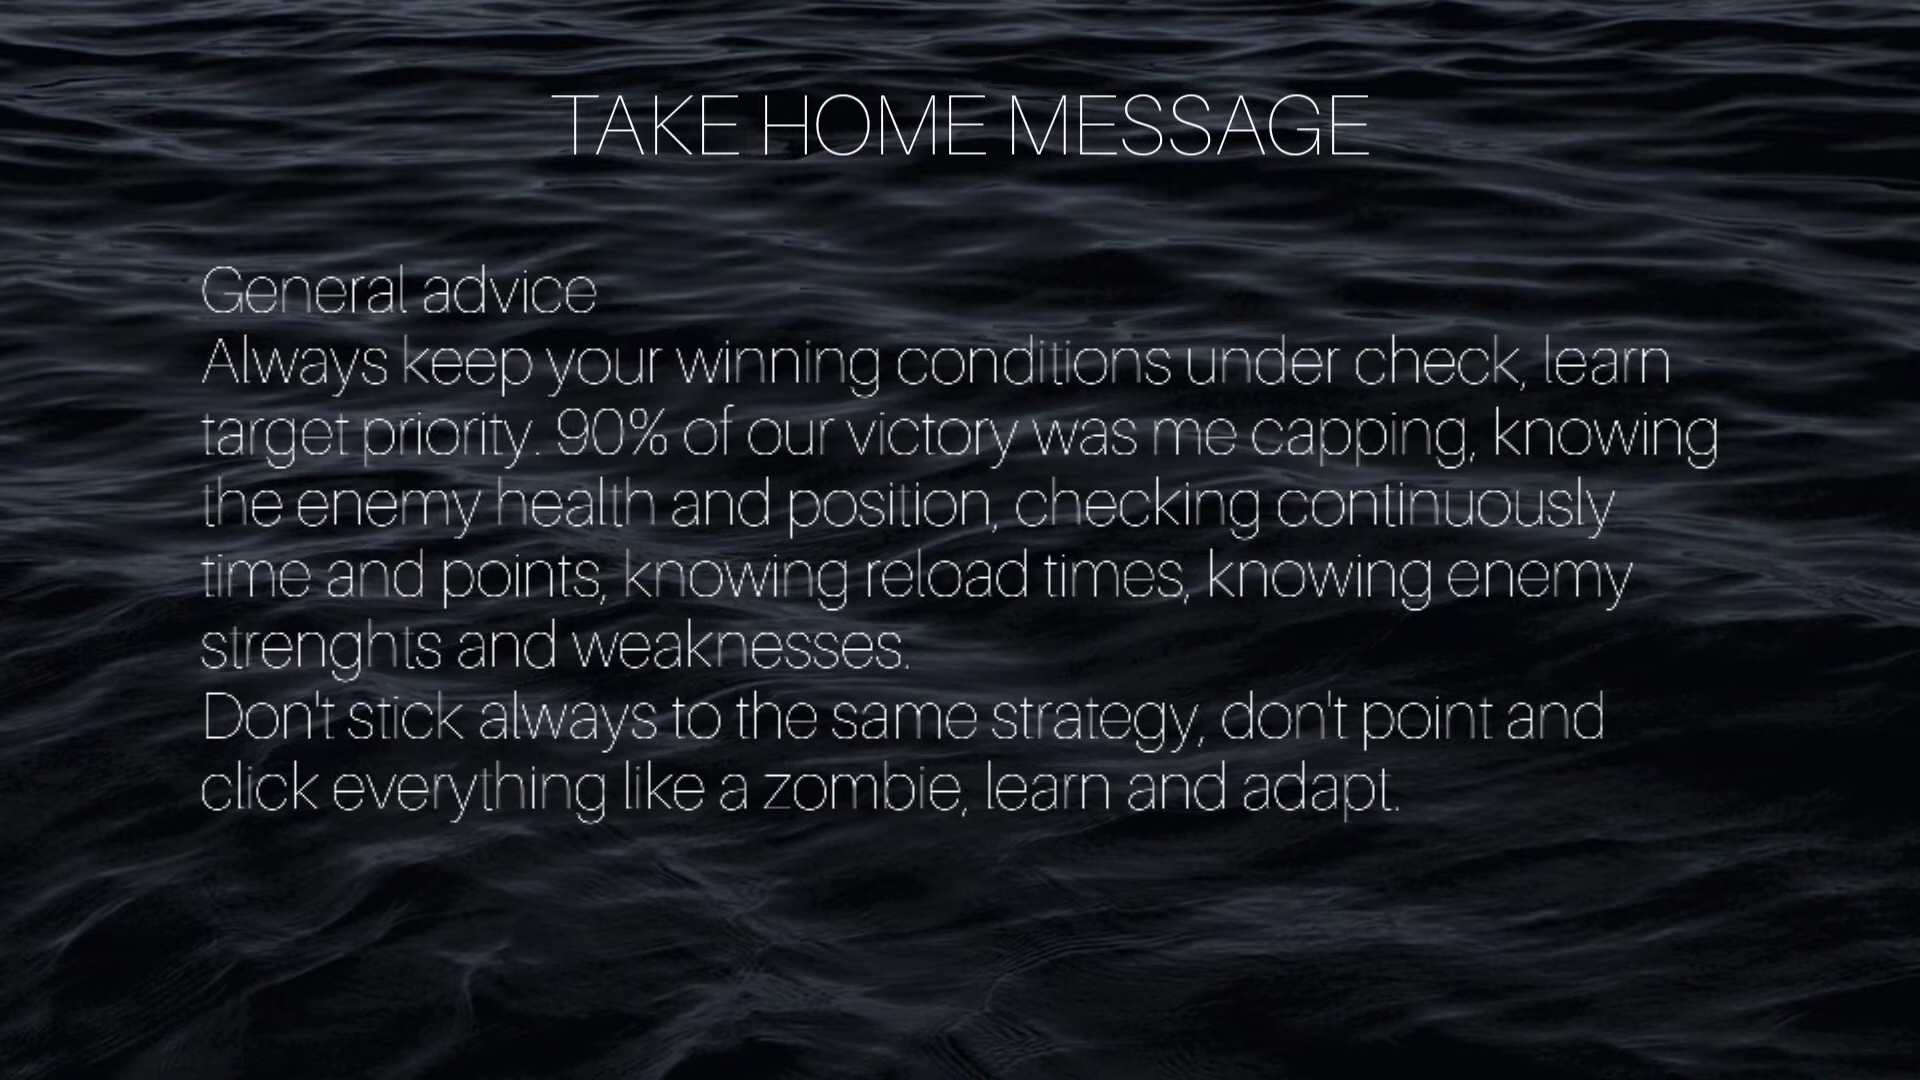 TAKE HOME MESSAGE
General advice
Always keep your winning conditions under check, learn
target priority. 90% of our victory was me capping, knowing
the enemy health and position, checking continuously
time and points, knowing reload times, knowing enemy
strenghts and weaknesses.
Don't stick always to the same strategy, don't point and
click everything like a zombie, learn and adapt.